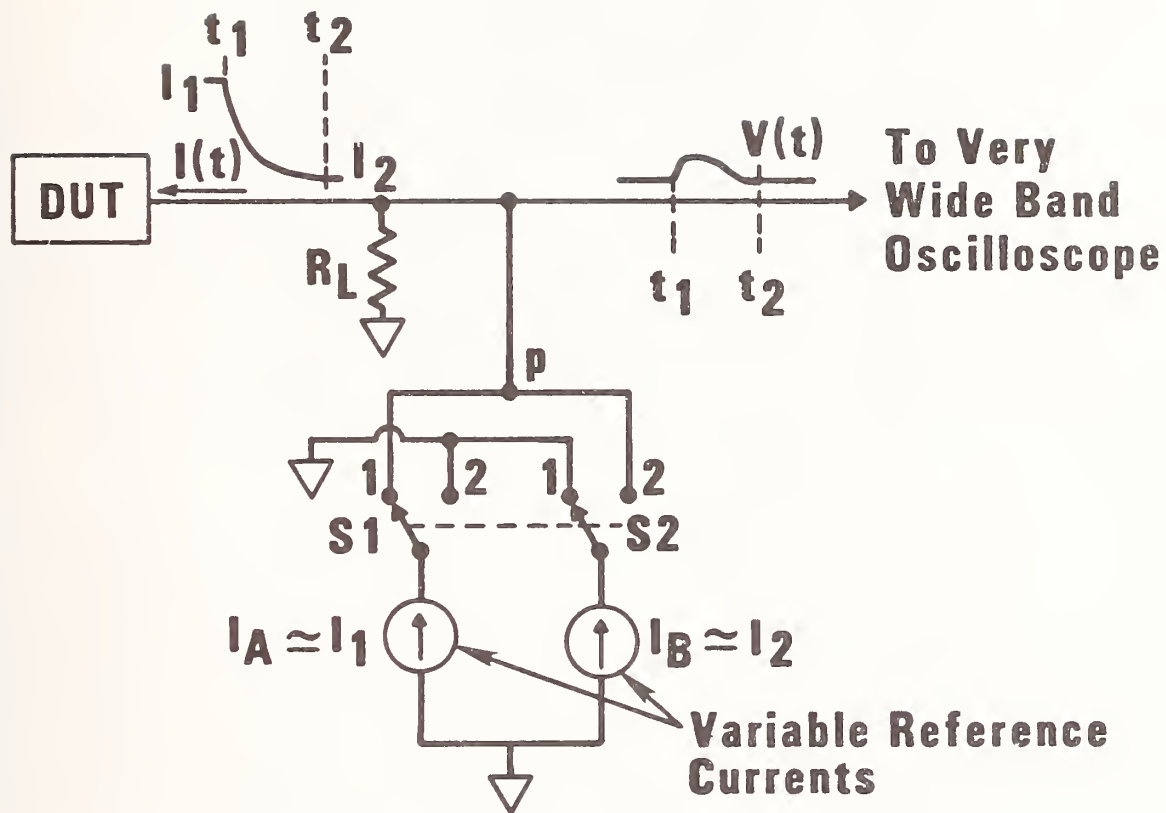 t1 t2
I1
I(t)
I2
V(t)
To Very
Wide Band
Oscilloscope
DUT
RL
t1 t2
p
1 2 1 2
S1 S2
IA ≃ I1
IB ≃ I2
Variable Reference
Currents